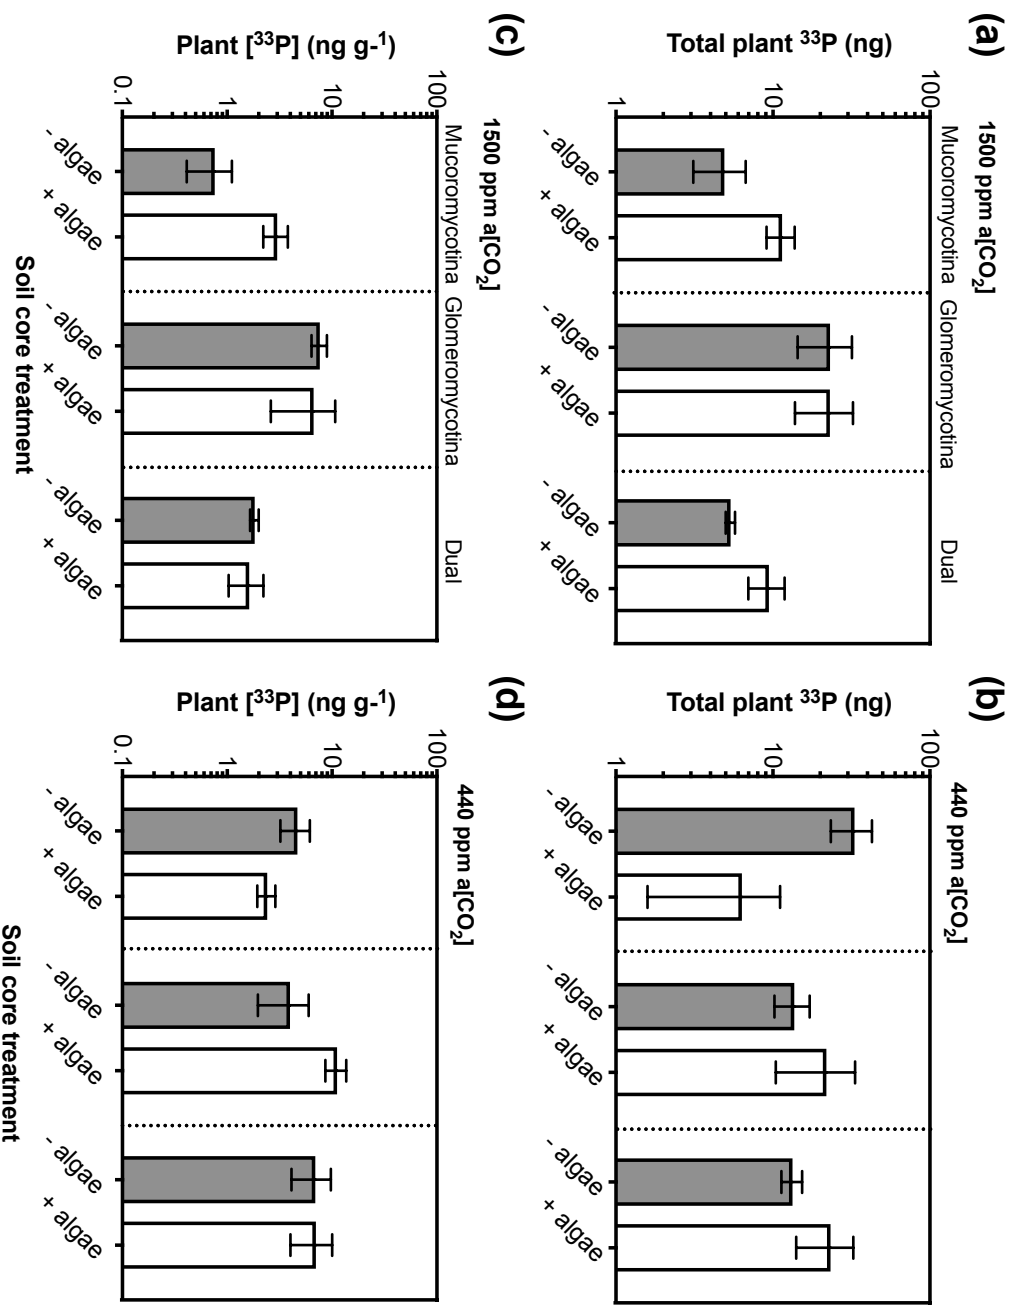 (a)
1500 ppm a[CO₂]
Mucoromycotina Glomeromycotina Dual
Total plant ³³P (ng)
100
10
1
- algae + algae - algae + algae - algae + algae
(b)
440 ppm a[CO₂]
Total plant ³³P (ng)
100
10
1
- algae + algae - algae + algae - algae + algae
(c)
1500 ppm a[CO₂]
Mucoromycotina Glomeromycotina Dual
Plant [³³P] (ng g-¹)
100
10
1
0.1
- algae + algae - algae + algae - algae + algae
Soil core treatment
(d)
440 ppm a[CO₂]
Plant [³³P] (ng g-¹)
100
10
1
0.1
- algae + algae - algae + algae - algae + algae
Soil core treatment